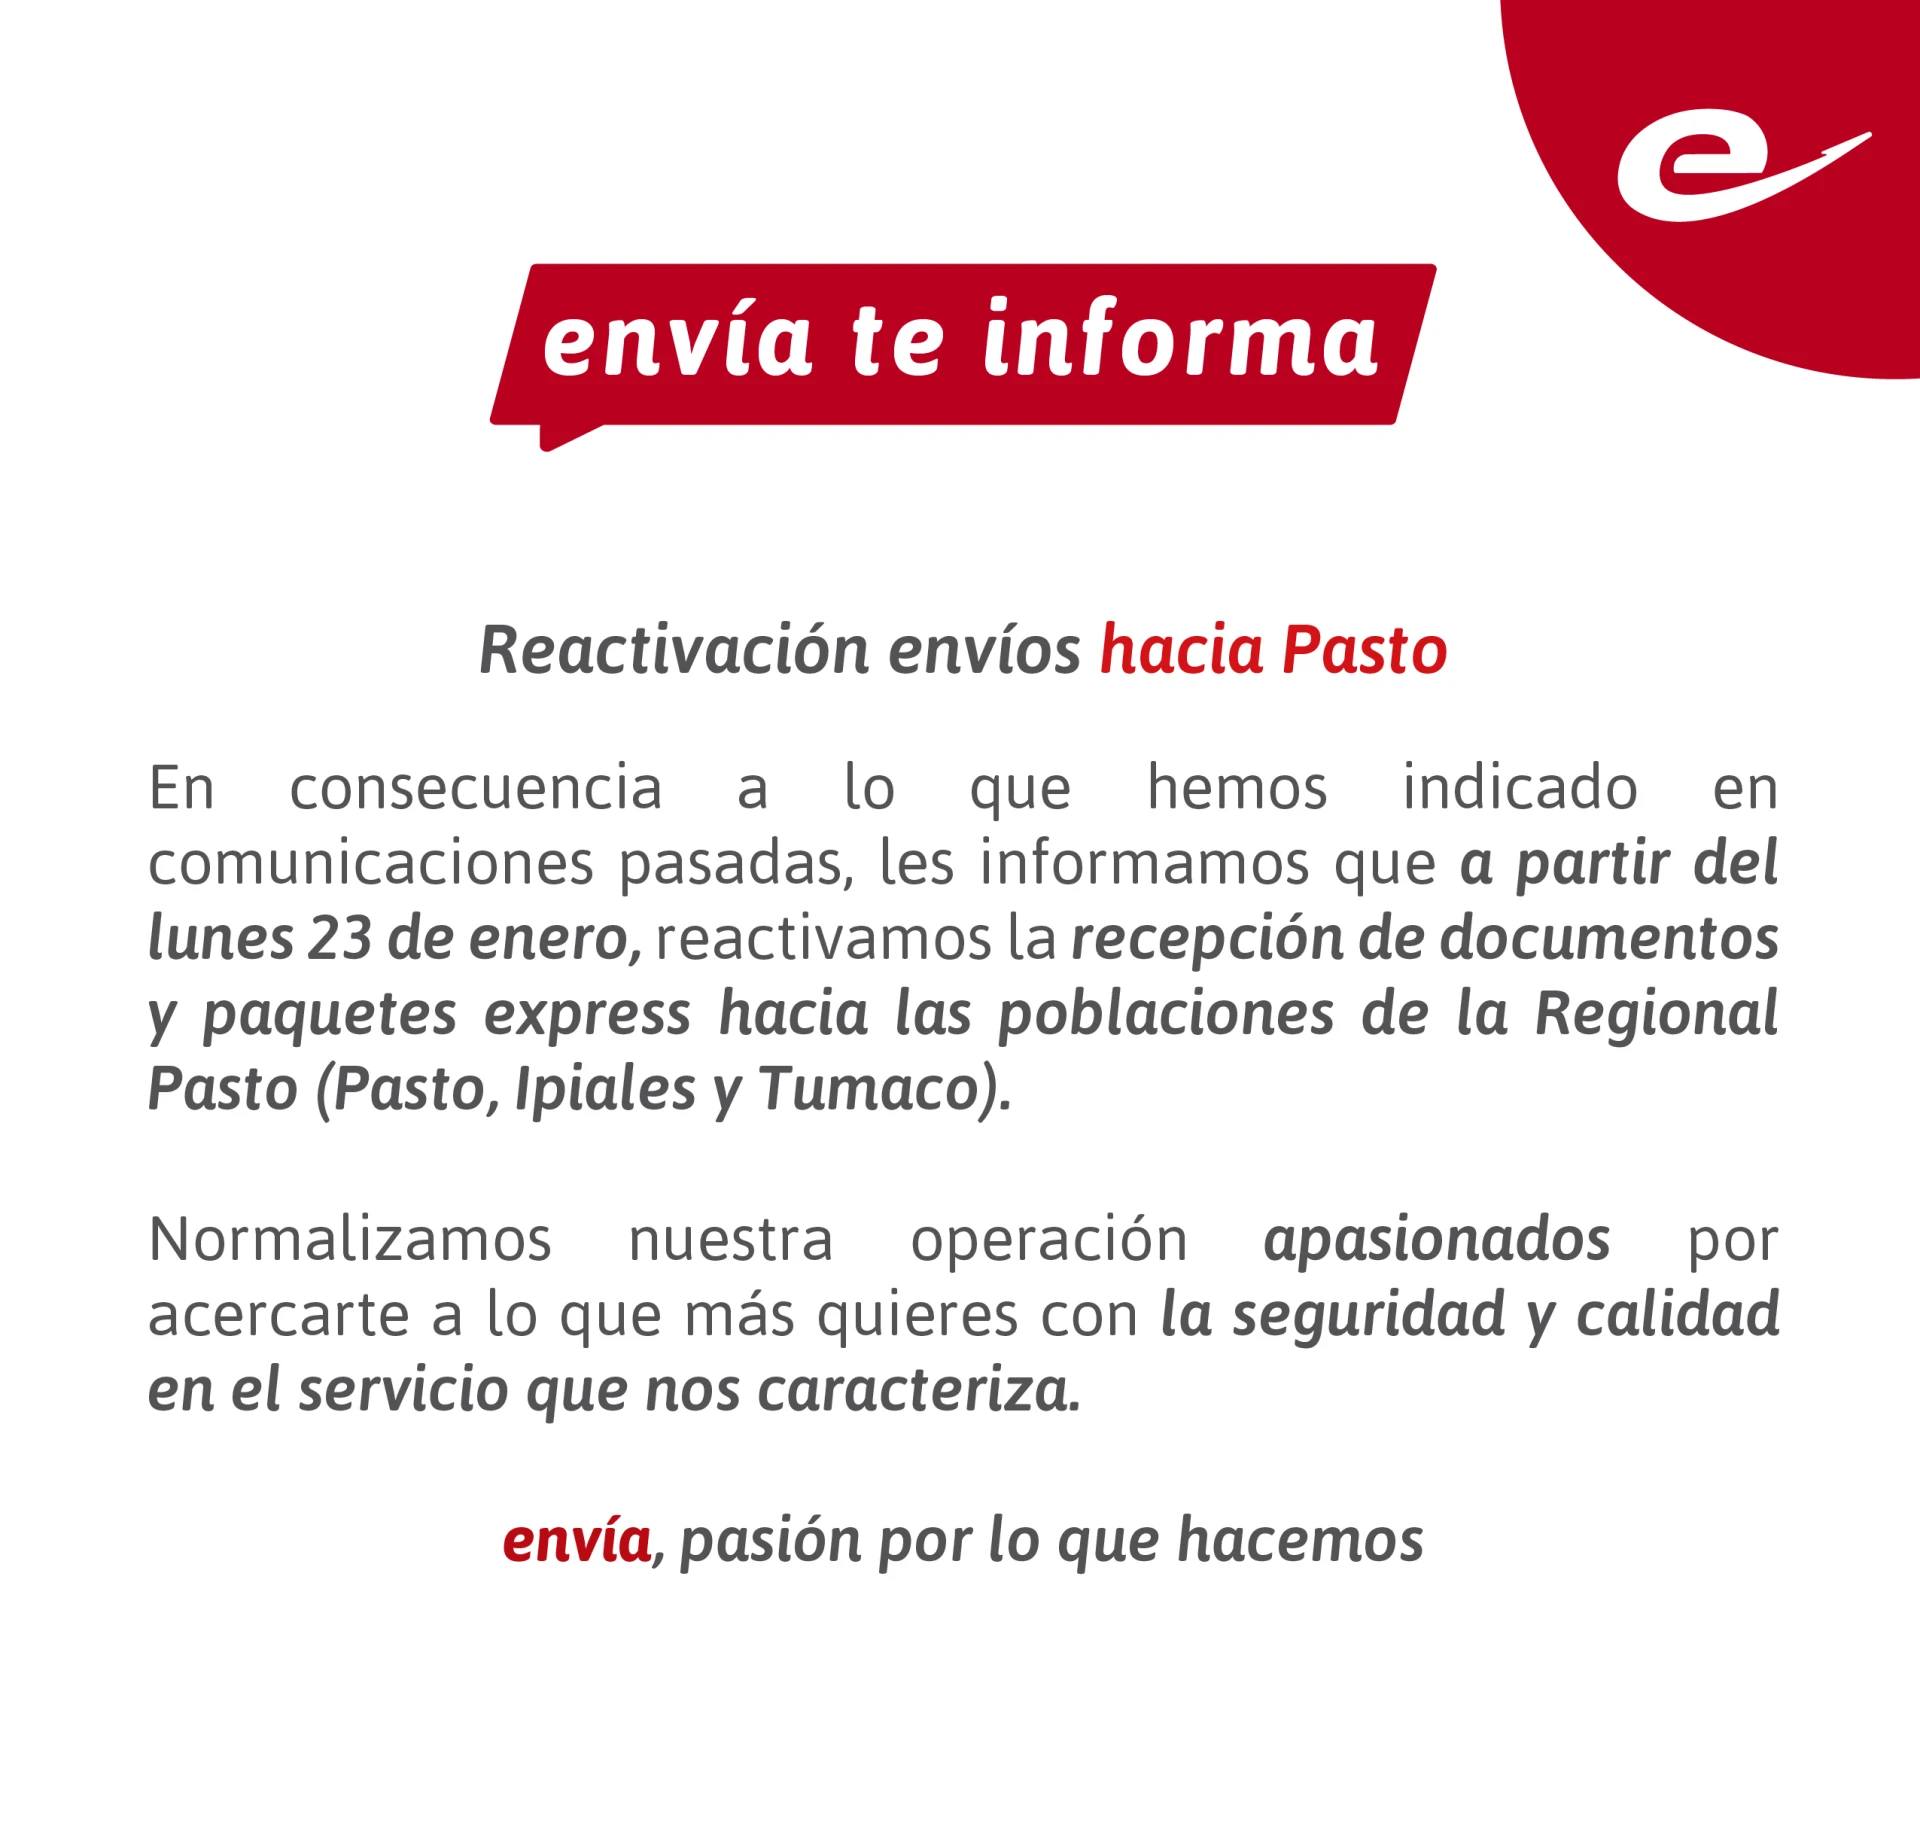 e
envía te informa
Reactivación envíos hacia Pasto
En consecuencia a lo que hemos indicado en
comunicaciones pasadas, les informamos que a partir del
lunes 23 de enero, reactivamos la recepción de documentos
y paquetes express hacia las poblaciones de la Regional
Pasto (Pasto, Ipiales y Tumaco).
Normalizamos nuestra operación apasionados por
acercarte a lo que más quieres con la seguridad y calidad
en el servicio que nos caracteriza.
envía, pasión por lo que hacemos